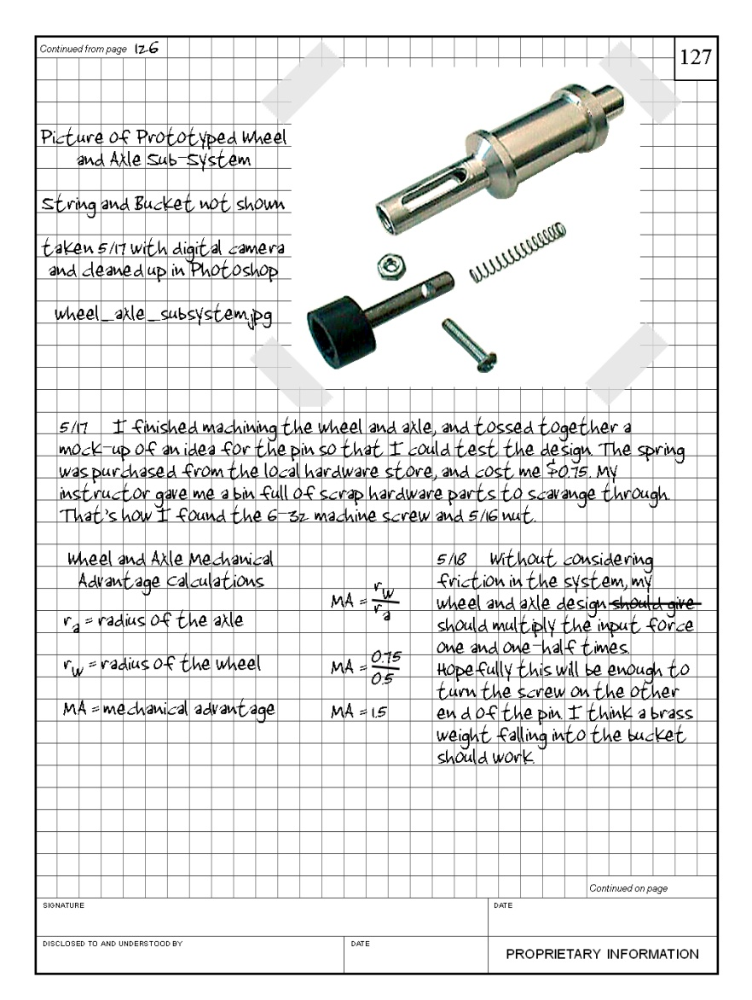 Continued from page 126
127
Picture of Prototyped Wheel
and Axle Sub-System
String and Bucket not shown
taken 5/17 with digital camera
and cleaned up in Photoshop
wheel_axle_subsystem.jpg
5/17 I finished machining the wheel and axle, and tossed together a
mock-up of an idea for the pin so that I could test the design. The spring
was purchased from the local hardware store, and cost me $0.75. My
instructor gave me a bin full of scrap hardware parts to scavange through.
That's how I found the 6-32 machine screw and 5/16 nut.
Wheel and Axle Mechanical
Advantage calculations
ra = radius of the axle
rw = radius of the wheel
MA = mechanical advantage
MA = rw/ra
MA = 0.75/0.5
MA = 1.5
5/18 Without considering
friction in the system, my
wheel and axle design should give
should multiply the input force
one and one-half times.
Hopefully this will be enough to
turn the screw on the other
end of the pin. I think a brass
weight falling into the bucket
should work.
Continued on page
SIGNATURE
DATE
DISCLOSED TO AND UNDERSTOOD BY
DATE
PROPRIETARY INFORMATION